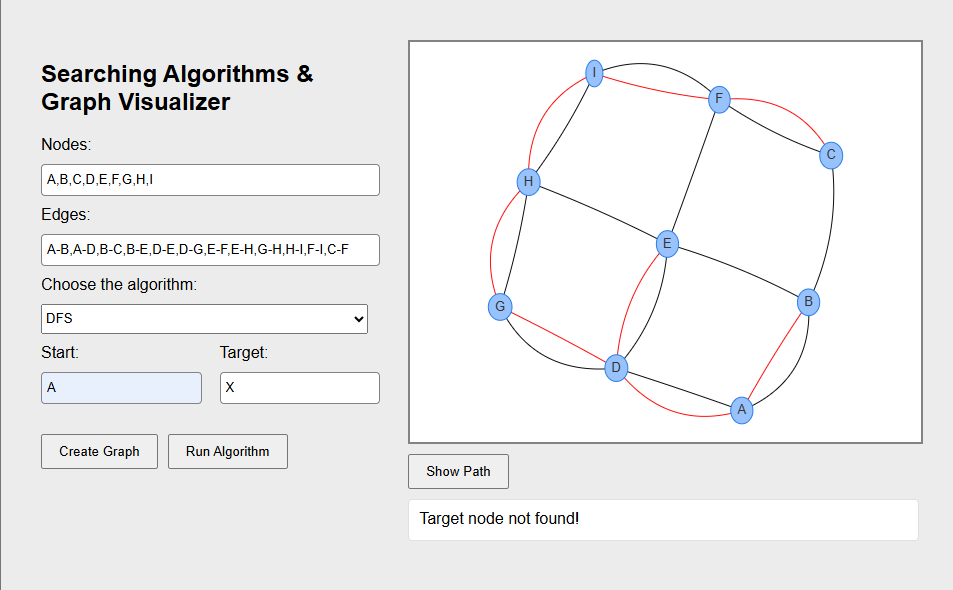 Searching Algorithms &
Graph Visualizer
Nodes:
A,B,C,D,E,F,G,H,I
Edges:
A-B,A-D,B-C,B-E,D-E,D-G,E-F,E-H,G-H,H-I,F-I,C-F
Choose the algorithm:
DFS
Start: Target:
A X
Create Graph Run Algorithm
I
F
C
H
E
B
G
D
A
Show Path
Target node not found!